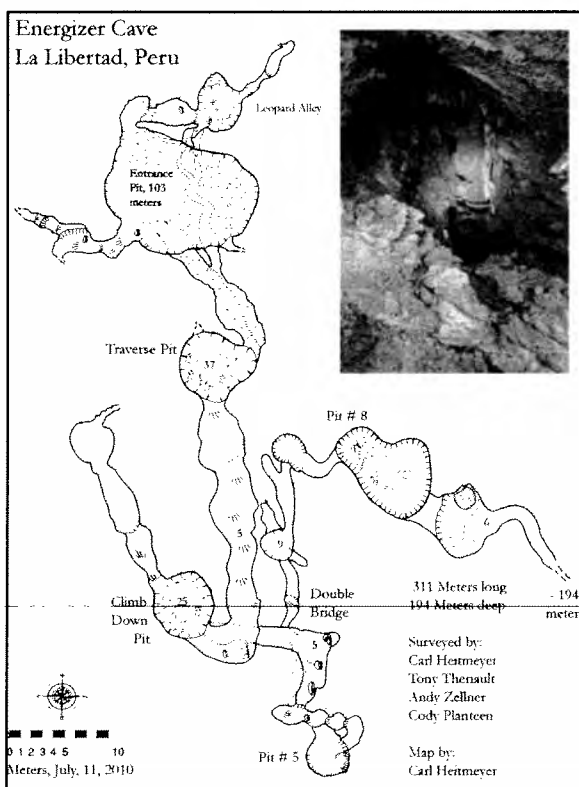 Energizer Cave
La Libertad, Peru
Leopard Alley
Entrance
Pit, 103
meters
Traverse Pit
37
Pit # 8
5
9
6
Climb
Down
Pit
25
Double
Bridge
311 Meters long
194 Meters deep
- 194
meter
5
Surveyed by:
Carl Heitmeyer
Tony Thenault
Andy Zellner
Cody Planteen
Pit # 5
0 1 2 3 4 5 10
Meters, July, 11, 2010
Map by:
Carl Heitmeyer